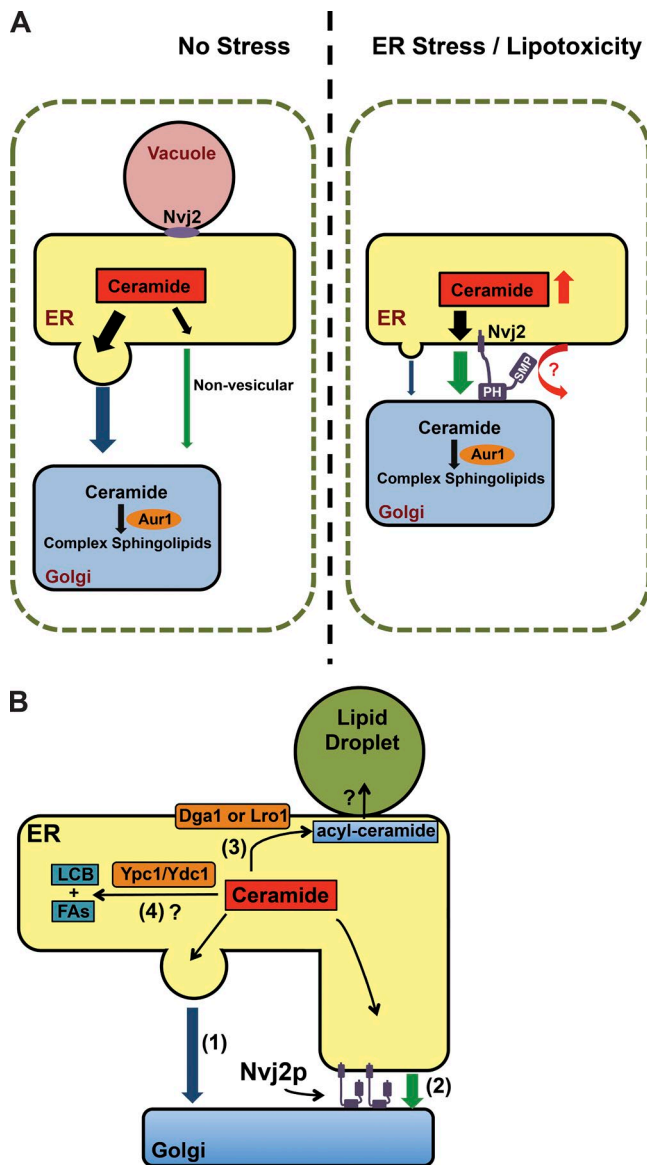 A
No Stress
ER Stress / Lipotoxicity
Vacuole
Nvj2
Ceramide
ER
Non-vesicular
Ceramide
Aur1
Complex Sphingolipids
Golgi
Ceramide
ER
Nvj2
PH
SMP
?
Ceramide
Aur1
Complex Sphingolipids
Golgi
B
Lipid
Droplet
?
Dga1 or Lro1
ER
acyl-ceramide
(3)
LCB
+
FAs
Ypc1/Ydc1
(4) ?
Ceramide
(1)
Nvj2p
(2)
Golgi